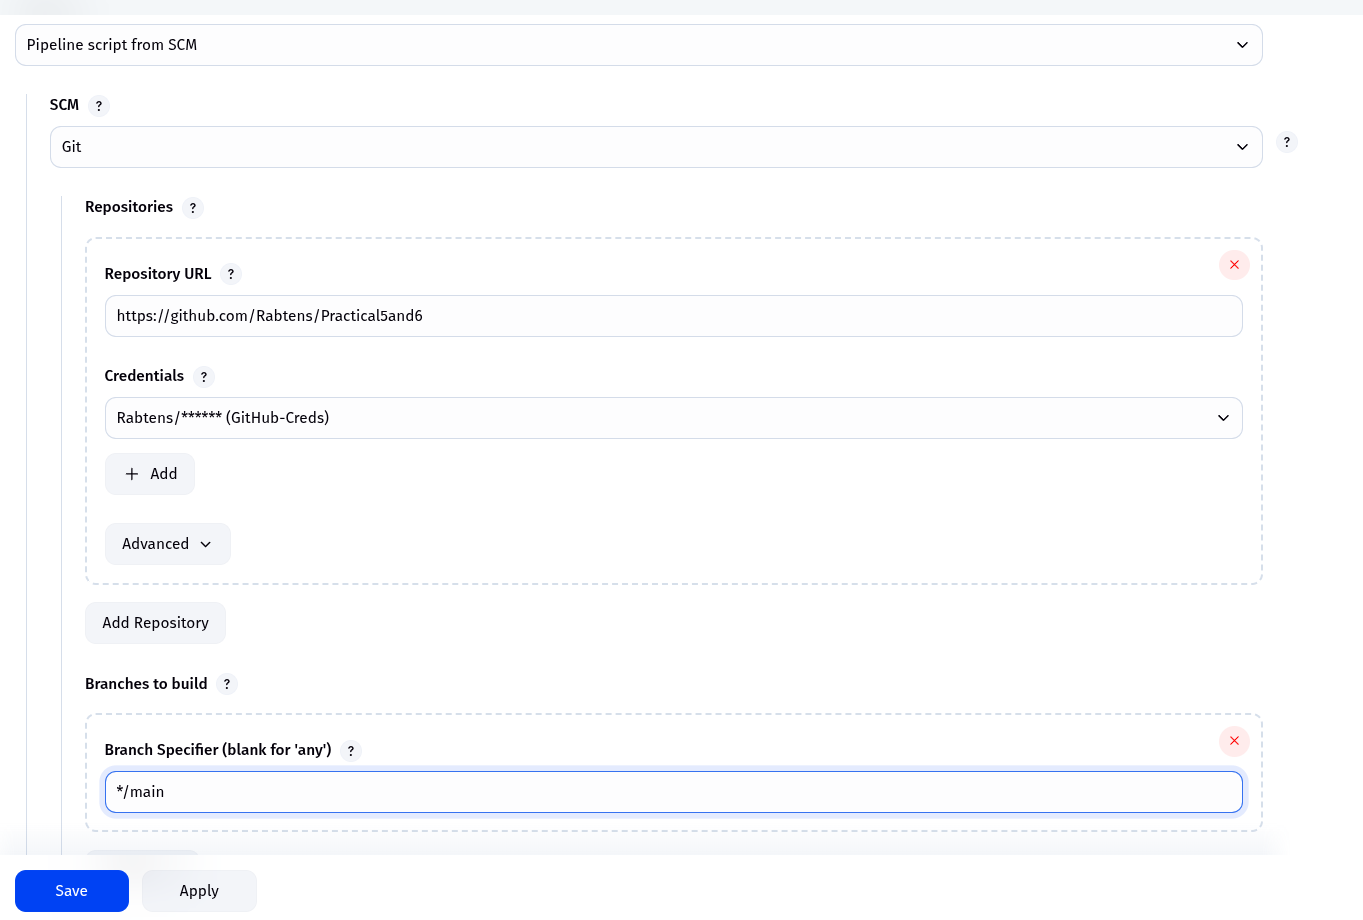 Pipeline script from SCM
SCM ?
Git
?
Repositories ?
Repository URL ?
https://github.com/Rabtens/Practical5and6
Credentials ?
Rabtens/****** (GitHub-Creds)
+ Add
Advanced
Add Repository
Branches to build ?
Branch Specifier (blank for 'any') ?
*/main
Save Apply